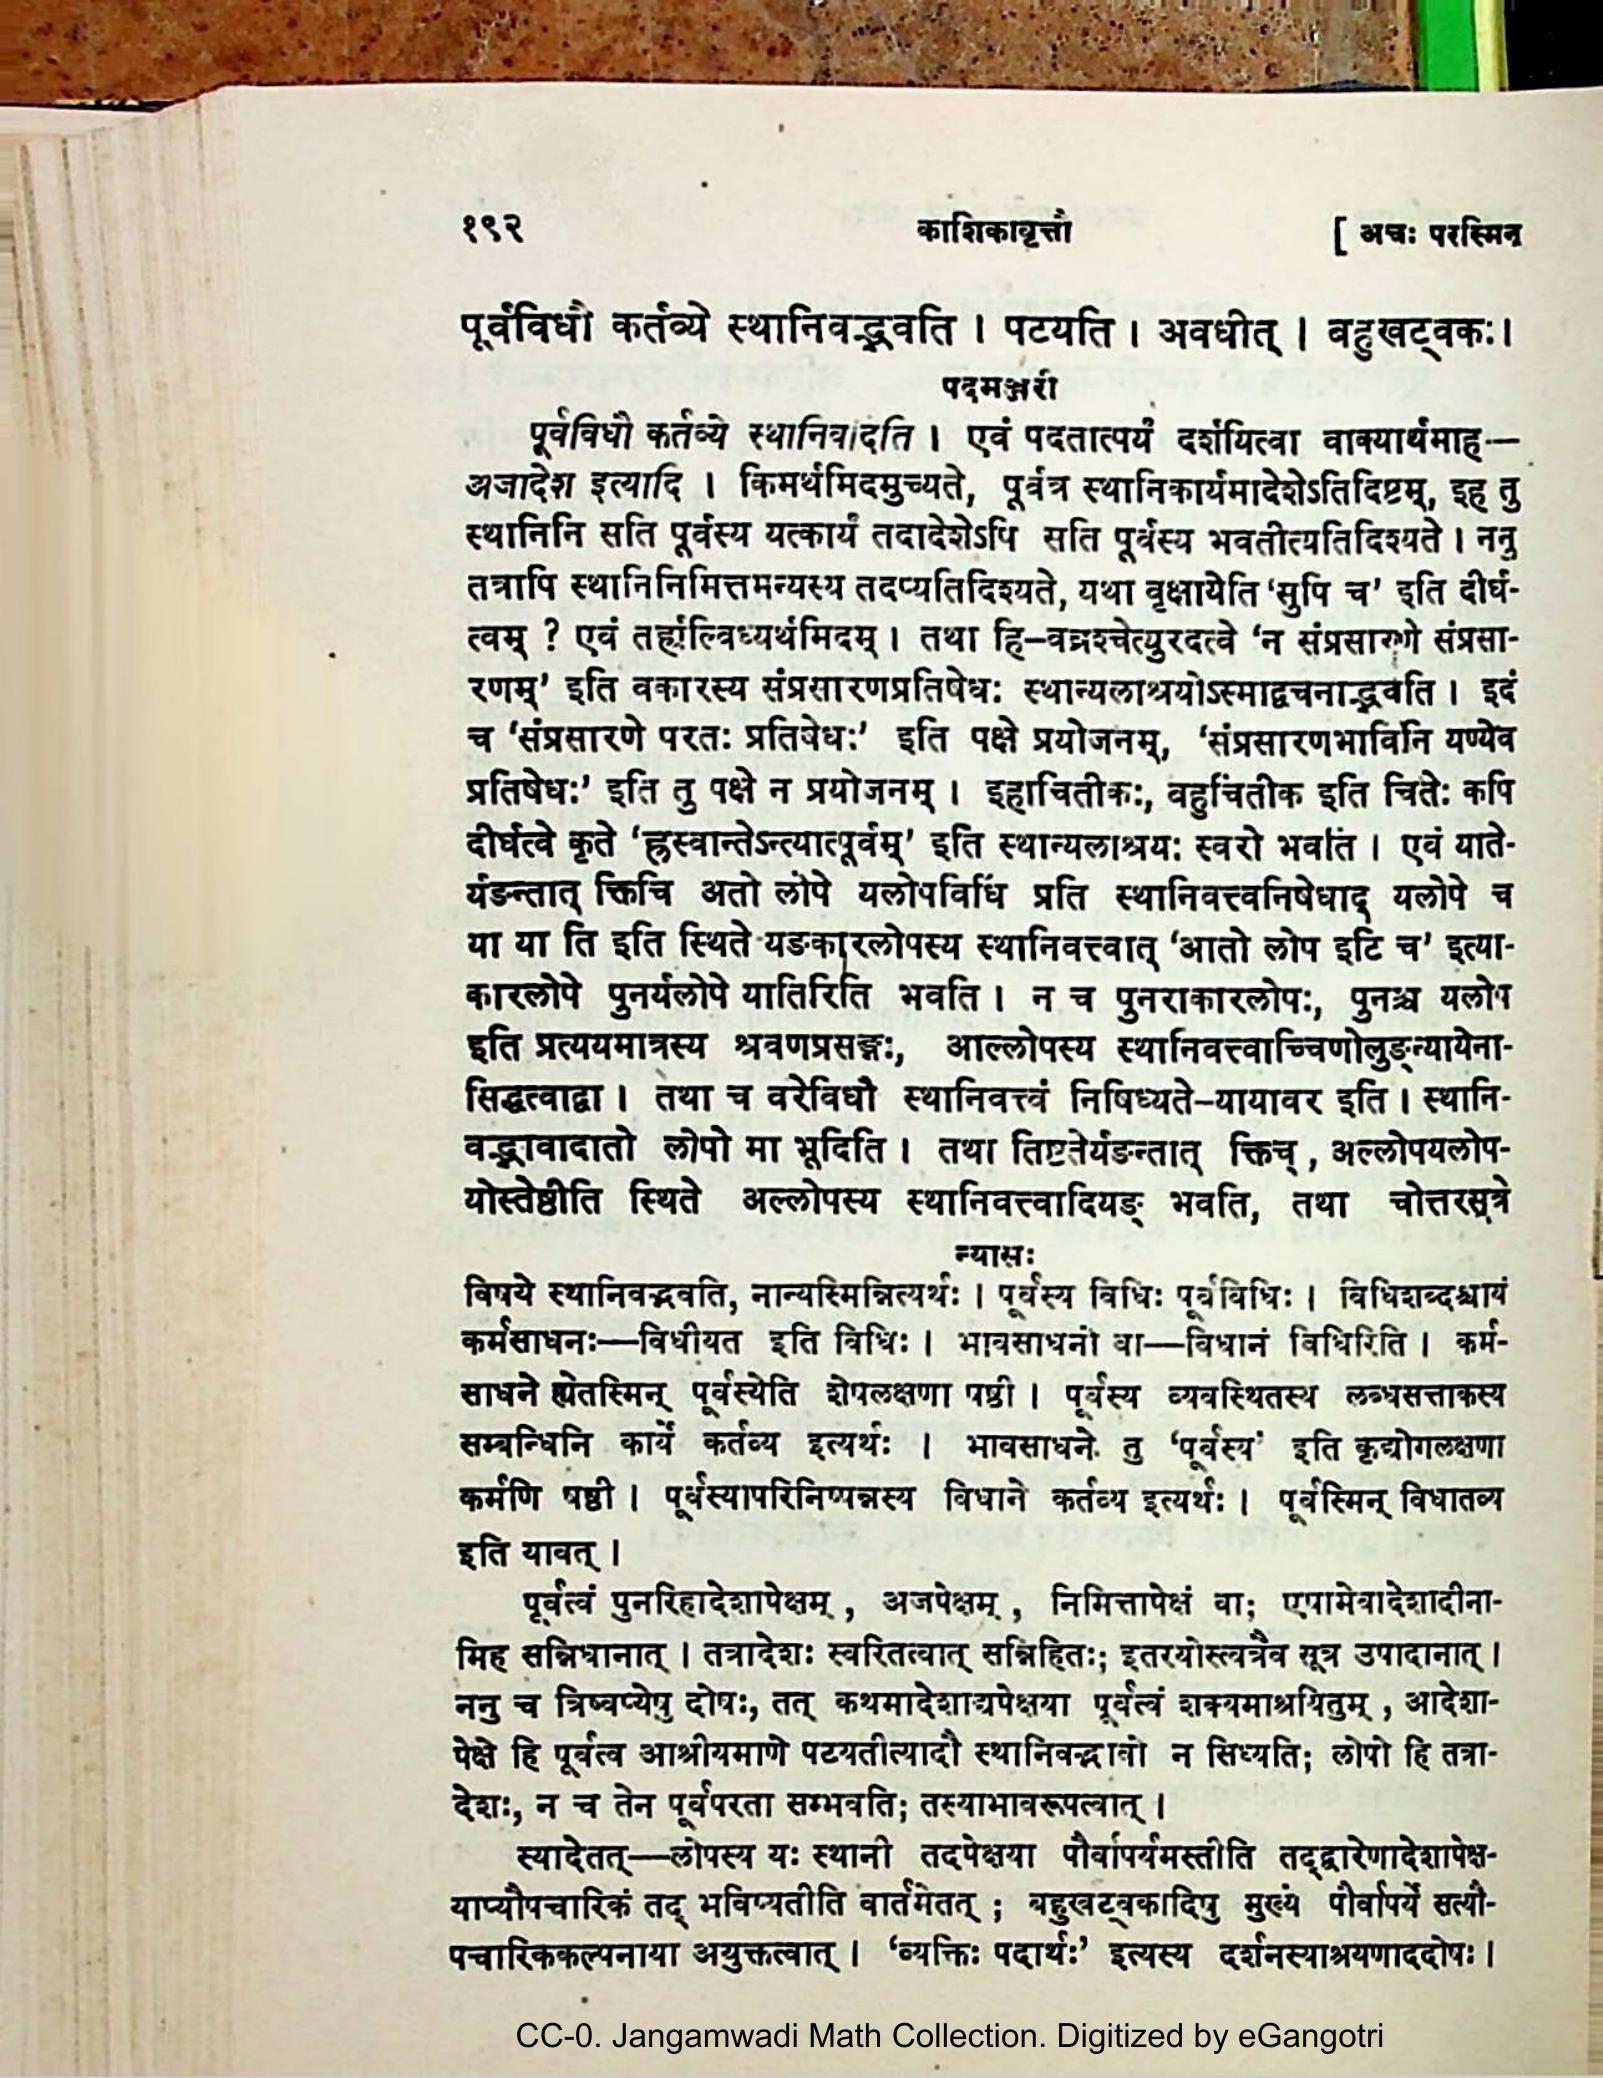 १९२ काशिकावृत्तौ [ अचः परस्मिन्
पूर्वविधौ कर्तव्ये स्थानिवद्भवति । पटयति । अवधीत् । बहुखट्वकः।
पदमञ्जरी
पूर्वविधौ कर्तव्ये स्थानिवदिति । एवं पदतात्पर्यं दर्शयित्वा वाक्यार्थमाह—
अजादेश इत्यादि । किमर्थमिदमुच्यते, पूर्वत्र स्थानिकार्यमादेशेऽतिदिष्टम्, इह तु
स्थानिनि सति पूर्वस्य यत्कार्यं तदादेशेऽपि सति पूर्वस्य भवतीत्यतिदिश्यते । ननु
तत्रापि स्थानिनिमित्तमन्यस्य तदप्यतिदिश्यते, यथा वृक्षायेति ‘सुपि च’ इति दीर्घ-
त्वम् ? एवं तर्ह्यल्विध्यर्थमिदम् । तथा हि–वव्रश्चेत्युरदत्वे ‘न संप्रसारणे संप्रसा-
रणम्’ इति वकारस्य संप्रसारणप्रतिषेधः स्थान्यलाश्रयोऽस्माद्वचनाद्भवति । इदं
च ‘संप्रसारणे परतः प्रतिषेधः’ इति पक्षे प्रयोजनम्, ‘संप्रसारणभाविनि यण्येव
प्रतिषेधः’ इति तु पक्षे न प्रयोजनम् । इहाचितीकः, बहुचितीक इति चितेः कपि
दीर्घत्वे कृते ‘ह्रस्वान्तेऽन्त्यात्पूर्वम्’ इति स्थान्यलाश्रयः स्वरो भवति । एवं याते-
र्यङन्तात् क्तिचि अतो लोपे यलोपविधिं प्रति स्थानिवत्त्वनिषेधाद् यलोपे च
या या ति इति स्थिते यङकारलोपस्य स्थानिवत्त्वात् ‘आतो लोप इटि च’ इत्या-
कारलोपे पुनर्यलोपे यातिरिति भवति । न च पुनराकारलोपः, पुनश्च यलोप
इति प्रत्ययमात्रस्य श्रवणप्रसङ्गः, आल्लोपस्य स्थानिवत्त्वाच्चिणोलुङ्न्यायेना-
सिद्धत्वाद्वा । तथा च वरेविधौ स्थानिवत्त्वं निषिध्यते–यायावर इति । स्थानि-
वद्भावादातो लोपो मा भूदिति । तथा तिष्टतेर्यङन्तात् क्तिच् , अल्लोपयलोप-
योस्तेष्ठीति स्थिते अल्लोपस्य स्थानिवत्त्वादियङ् भवति, तथा चोत्तरसूत्रे
न्यासः
विषये स्थानिवद्भवति, नान्यस्मिन्नित्यर्थः । पूर्वस्य विधिः पूर्वविधिः । विधिशब्दश्चायं
कर्मसाधनः—विधीयत इति विधिः । भावसाधनो वा—विधानं विधिरिति । कर्म-
साधने ह्येतस्मिन् पूर्वस्येति शेषलक्षणा षष्ठी । पूर्वस्य व्यवस्थितस्य लब्धसत्ताकस्य
सम्बन्धिनि कार्ये कर्तव्य इत्यर्थः । भावसाधने तु ‘पूर्वस्य’ इति कृद्योगलक्षणा
कर्मणि षष्ठी । पूर्वस्यापरिनिष्पन्नस्य विधाने कर्तव्य इत्यर्थः । पूर्वस्मिन् विधातव्य
इति यावत् ।
पूर्वत्वं पुनरिहादेशापेक्षम् , अजपेक्षम् , निमित्तापेक्षं वा; एषामेवादेशादीना-
मिह सन्निधानात् । तत्रादेशः स्वरितत्वात् सन्निहितः; इतरयोस्त्वत्रैव सूत्र उपादानात् ।
ननु च त्रिष्वप्येषु दोषः, तत् कथमादेशाद्यपेक्षया पूर्वत्वं शक्यमाश्रयितुम् , आदेशा-
पेक्षे हि पूर्वत्व आश्रीयमाणे पटयतीत्यादौ स्थानिवद्भावो न सिध्यति; लोपो हि तत्रा-
देशः, न च तेन पूर्वपरता सम्भवति; तस्याभावरूपत्वात् ।
स्यादेतत्—लोपस्य यः स्थानी तदपेक्षया पौर्वापर्यमस्तीति तद्द्वारेणादेशापेक्ष-
याप्यौपचारिकं तद् भविष्यतीति वार्तमेतत् ; बहुखट्वकादिषु मुख्यं पौर्वापर्ये सत्यौ-
पचारिककल्पनाया अयुक्तत्वात् । ‘व्यक्तिः पदार्थः’ इत्यस्य दर्शनस्याश्रयणाददोषः ।
CC-0. Jangamwadi Math Collection. Digitized by eGangotri